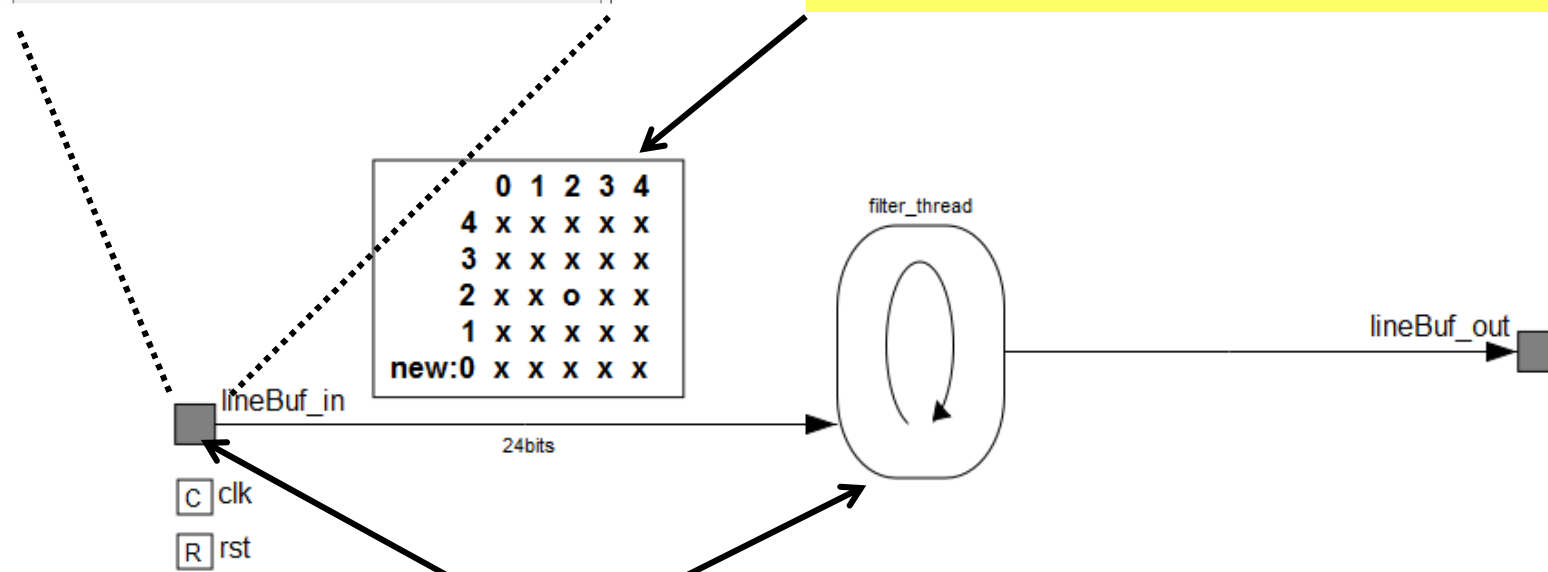 0 1 2 3 4
4 x x x x x
3 x x x x x
2 x x o x x
1 x x x x x
new:0 x x x x x
filter_thread
lineBuf_out
lineBuf_in
24bits
C clk
R rst